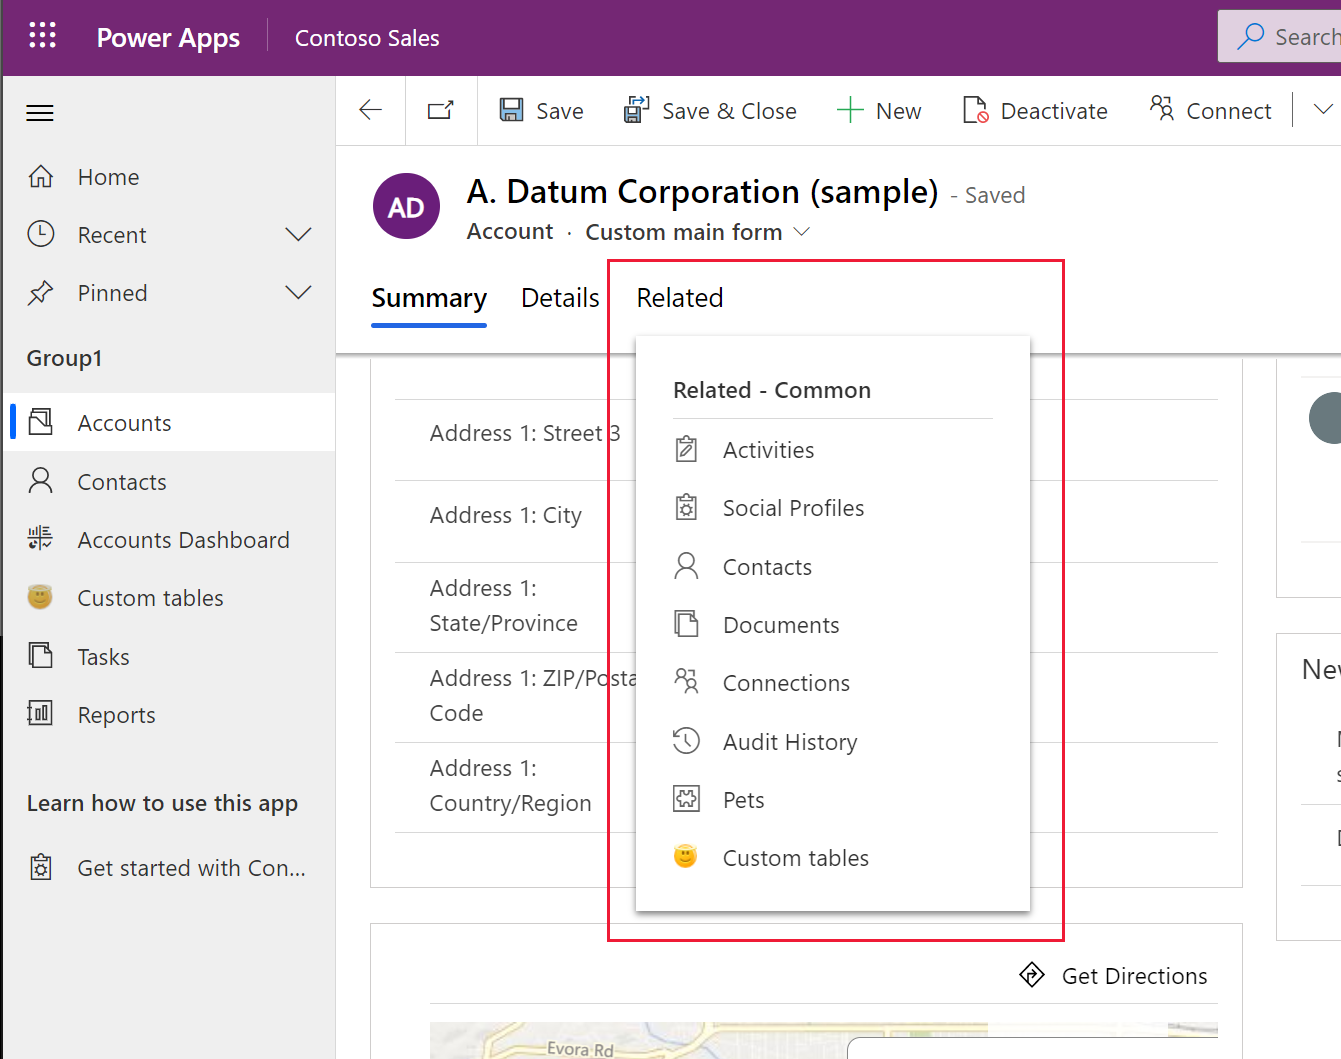 Power Apps
Contoso Sales
Search
Save
Save & Close
New
Deactivate
Connect
Home
Recent
Pinned
Group1
Accounts
Contacts
Accounts Dashboard
Custom tables
Tasks
Reports
Learn how to use this app
Get started with Con...
AD
A. Datum Corporation (sample) - Saved
Account · Custom main form
Summary
Details
Related
Related - Common
Activities
Social Profiles
Contacts
Documents
Connections
Audit History
Pets
Custom tables
Address 1: Street 3
Address 1: City
Address 1:
State/Province
Address 1: ZIP/Posta
Code
Address 1:
Country/Region
Get Directions
Evora Rd